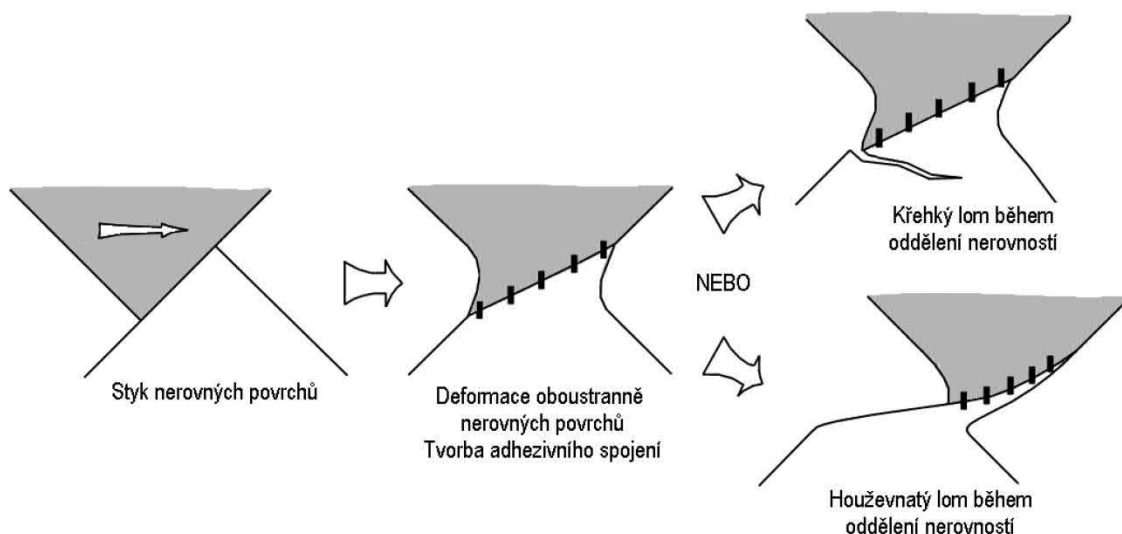 Styk nerovných povrchů
Deformace oboustranně
nerovných povrchů
Tvorba adhezivního spojení
NEBO
Křehký lom během
oddělení nerovností
Houževnatý lom během
oddělení nerovností